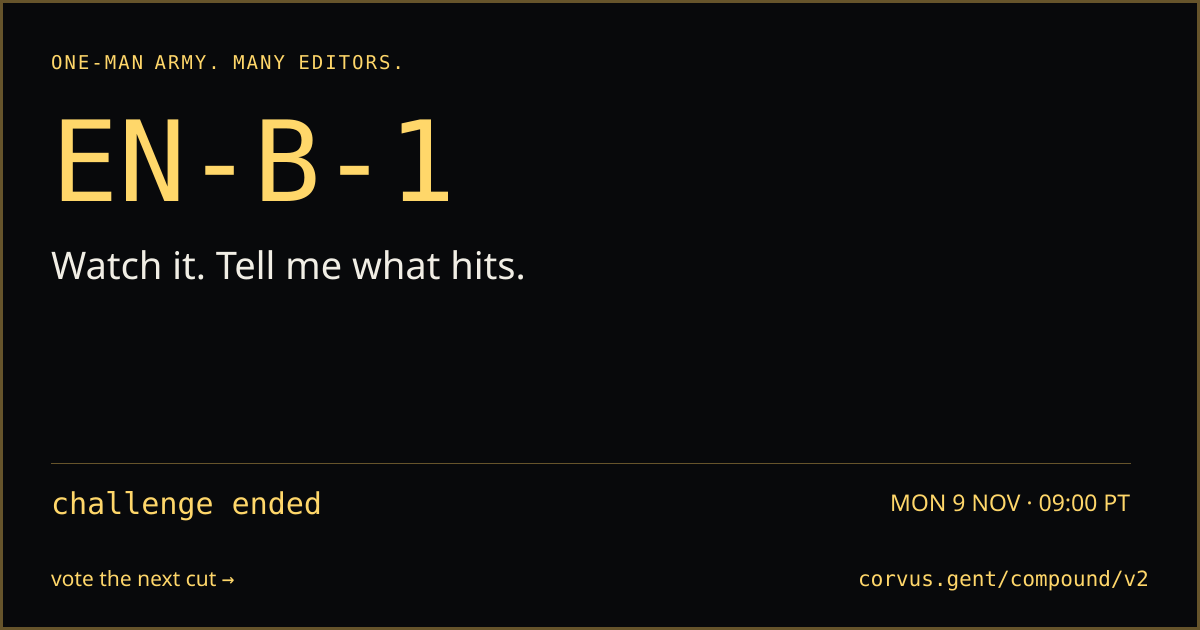 ONE-MAN ARMY. MANY EDITORS.
EN-B-1
Watch it. Tell me what hits.
challenge ended
MON 9 NOV · 09:00 PT
vote the next cut →
corvus.gent/compound/v2